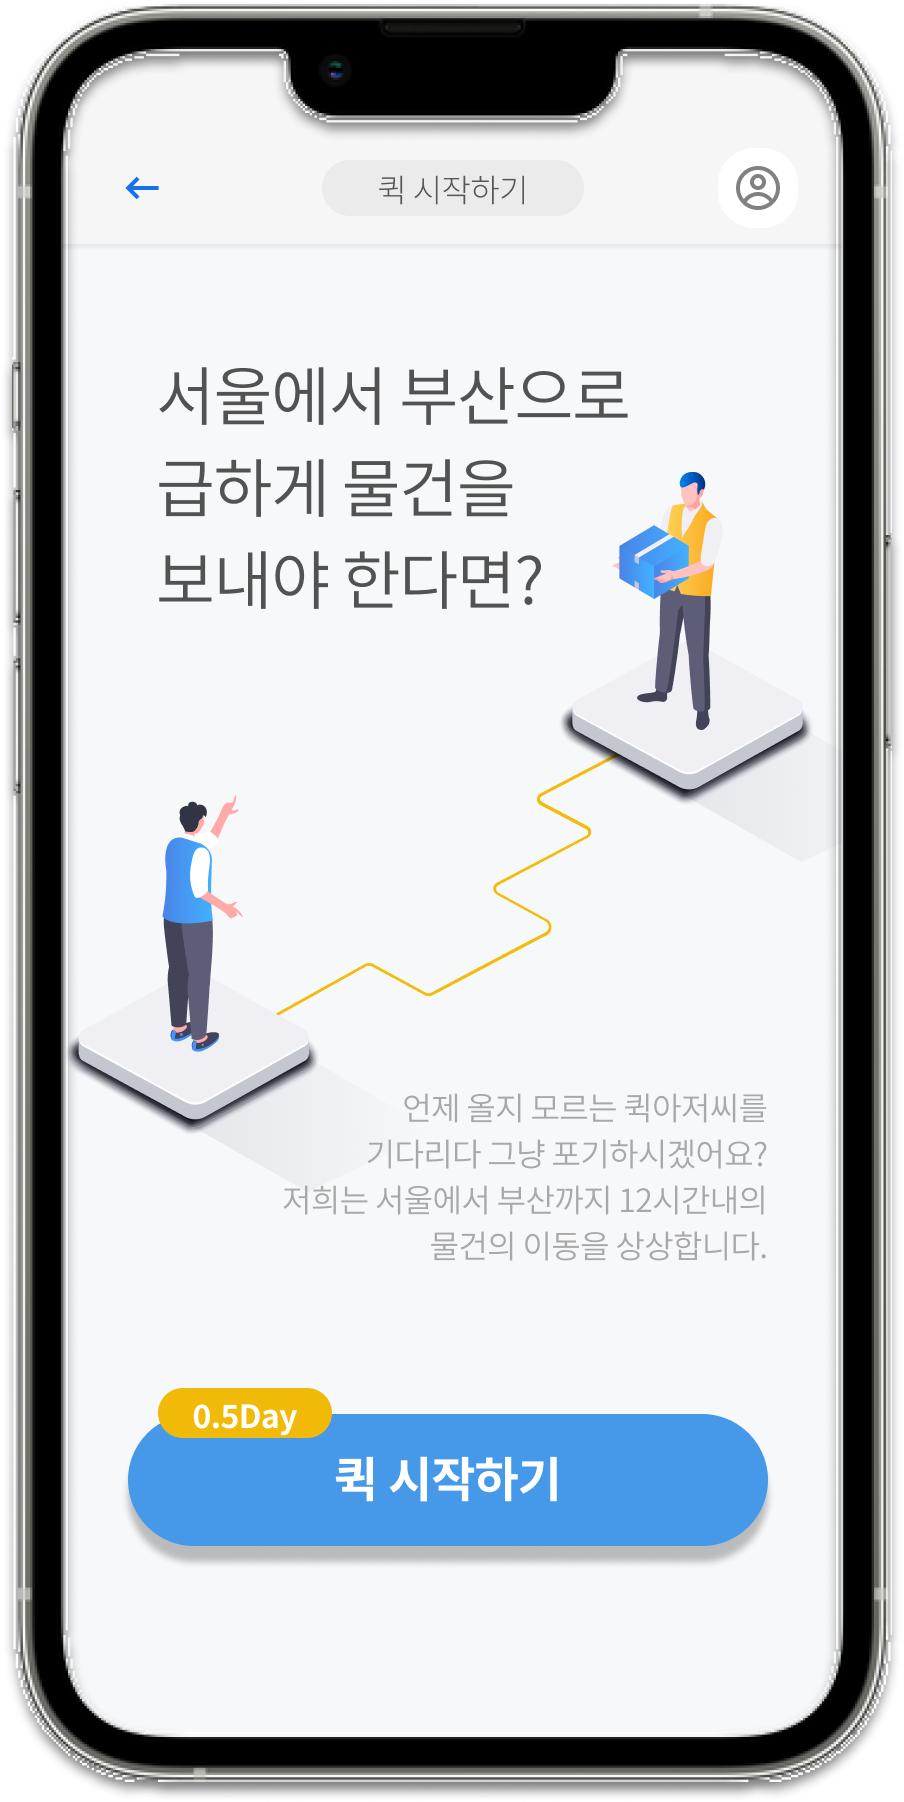 퀵 시작하기
서울에서 부산으로
급하게 물건을
보내야 한다면?
언제 올지 모르는 퀵아저씨를
기다리다 그냥 포기하시겠어요?
저희는 서울에서 부산까지 12시간내의
물건의 이동을 상상합니다.
0.5Day
퀵 시작하기